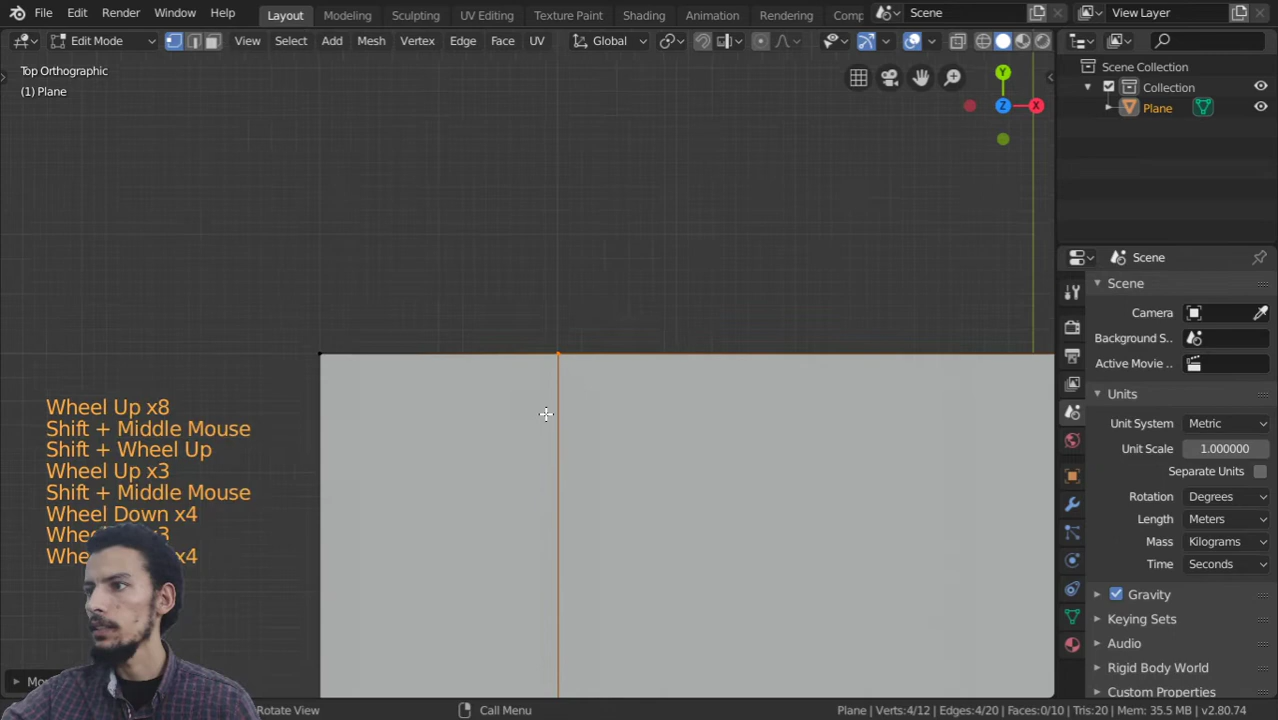 File Edit Render Window Help Layout Modeling Sculpting UV Editing Texture Paint Shading Animation Rendering Comp Scene View Layer
Edit Mode View Select Add Mesh Vertex Edge Face UV Global
Top Orthographic
(1) Plane
Y
Z
X
Scene Collection
Collection
Plane
Scene
Scene
Camera
Background S..
Active Movie ..
Units
Unit System Metric
Unit Scale 1.000000
Separate Units
Rotation Degrees
Length Meters
Mass Kilograms
Time Seconds
Gravity
Keying Sets
Audio
Rigid Body World
Custom Properties
Wheel Up x8
Shift + Middle Mouse
Shift + Wheel Up
Wheel Up x3
Shift + Middle Mouse
Wheel Down x4
x3
x4
Rotate View Call Menu Plane | Verts:4/12 | Edges:4/20 | Faces:0/10 | Tris:20 | Mem: 35.5 MB | v2.80.74